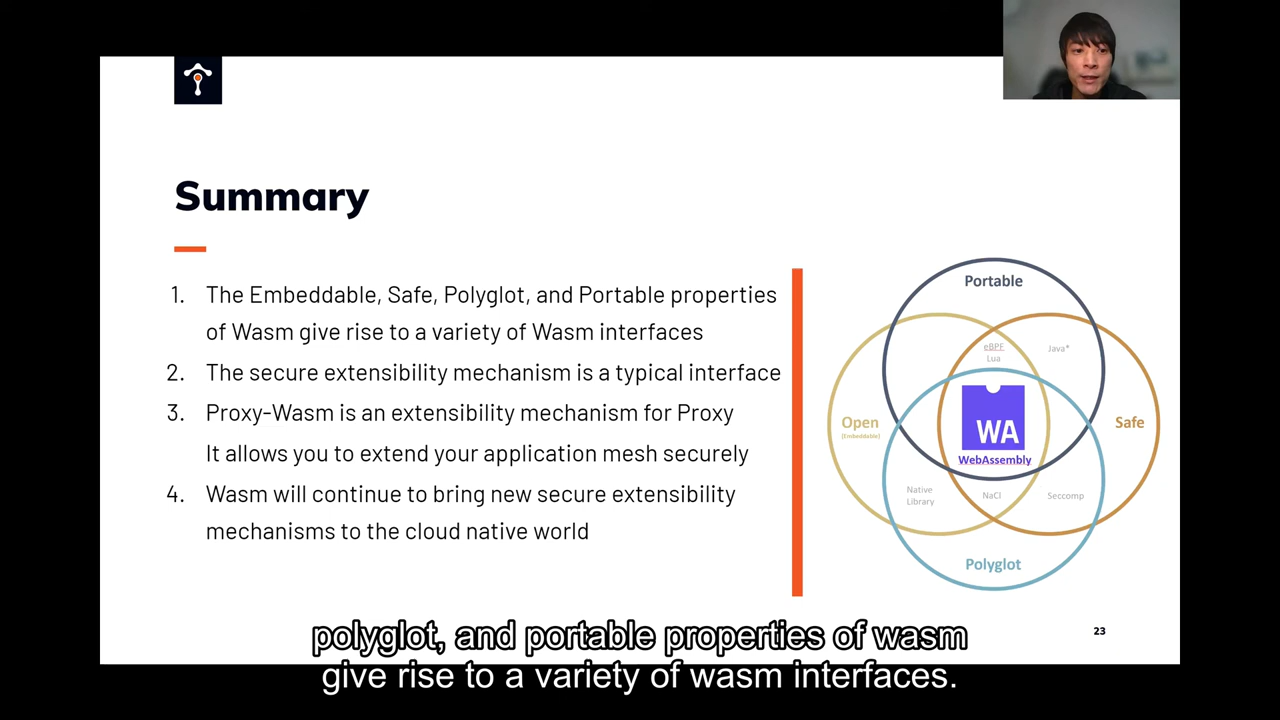 Summary
1. The Embeddable, Safe, Polyglot, and Portable properties
of Wasm give rise to a variety of Wasm interfaces
2. The secure extensibility mechanism is a typical interface
3. Proxy-Wasm is an extensibility mechanism for Proxy
It allows you to extend your application mesh securely
4. Wasm will continue to bring new secure extensibility
mechanisms to the cloud native world
Portable
eBPF
Lua
Java*
Open
(Embeddable)
Safe
WA
WebAssembly
Native
Library
NaCl
Seccomp
Polyglot
23
polyglot, and portable properties of wasm
give rise to a variety of wasm interfaces.